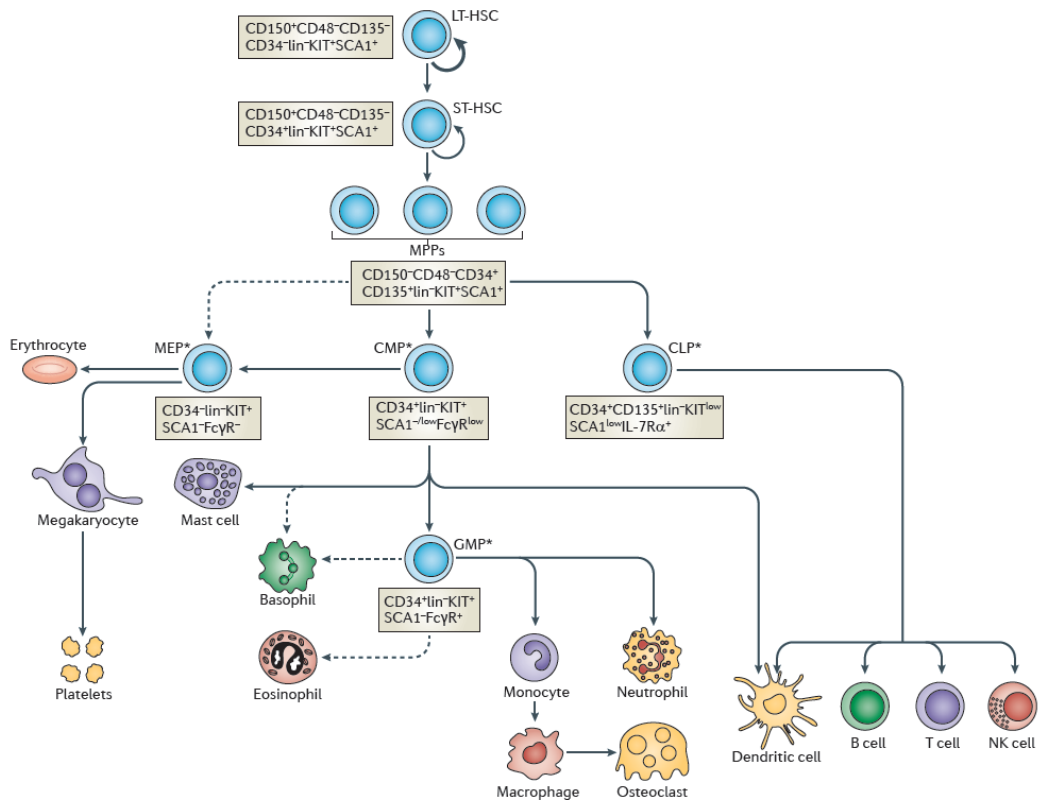 LT-HSC
CD150⁺CD48⁻CD135⁻
CD34⁻lin⁻KIT⁺SCA1⁺
ST-HSC
CD150⁺CD48⁻CD135⁻
CD34⁺lin⁻KIT⁺SCA1⁺
MPPs
CD150⁻CD48⁻CD34⁺
CD135⁺lin⁻KIT⁺SCA1⁺
Erythrocyte
MEP*
CMP*
CLP*
CD34⁻lin⁻KIT⁺
SCA1⁻FcγR⁻
CD34⁺lin⁻KIT⁺
SCA1⁻/ˡᵒʷFcγRˡᵒʷ
CD34⁺CD135⁺lin⁻KITˡᵒʷ
SCA1ˡᵒʷIL-7Rα⁺
Megakaryocyte
Mast cell
GMP*
Basophil
CD34⁺lin⁻KIT⁺
SCA1⁻FcγR⁺
Platelets
Eosinophil
Monocyte
Neutrophil
Dendritic cell
B cell
T cell
NK cell
Macrophage
Osteoclast